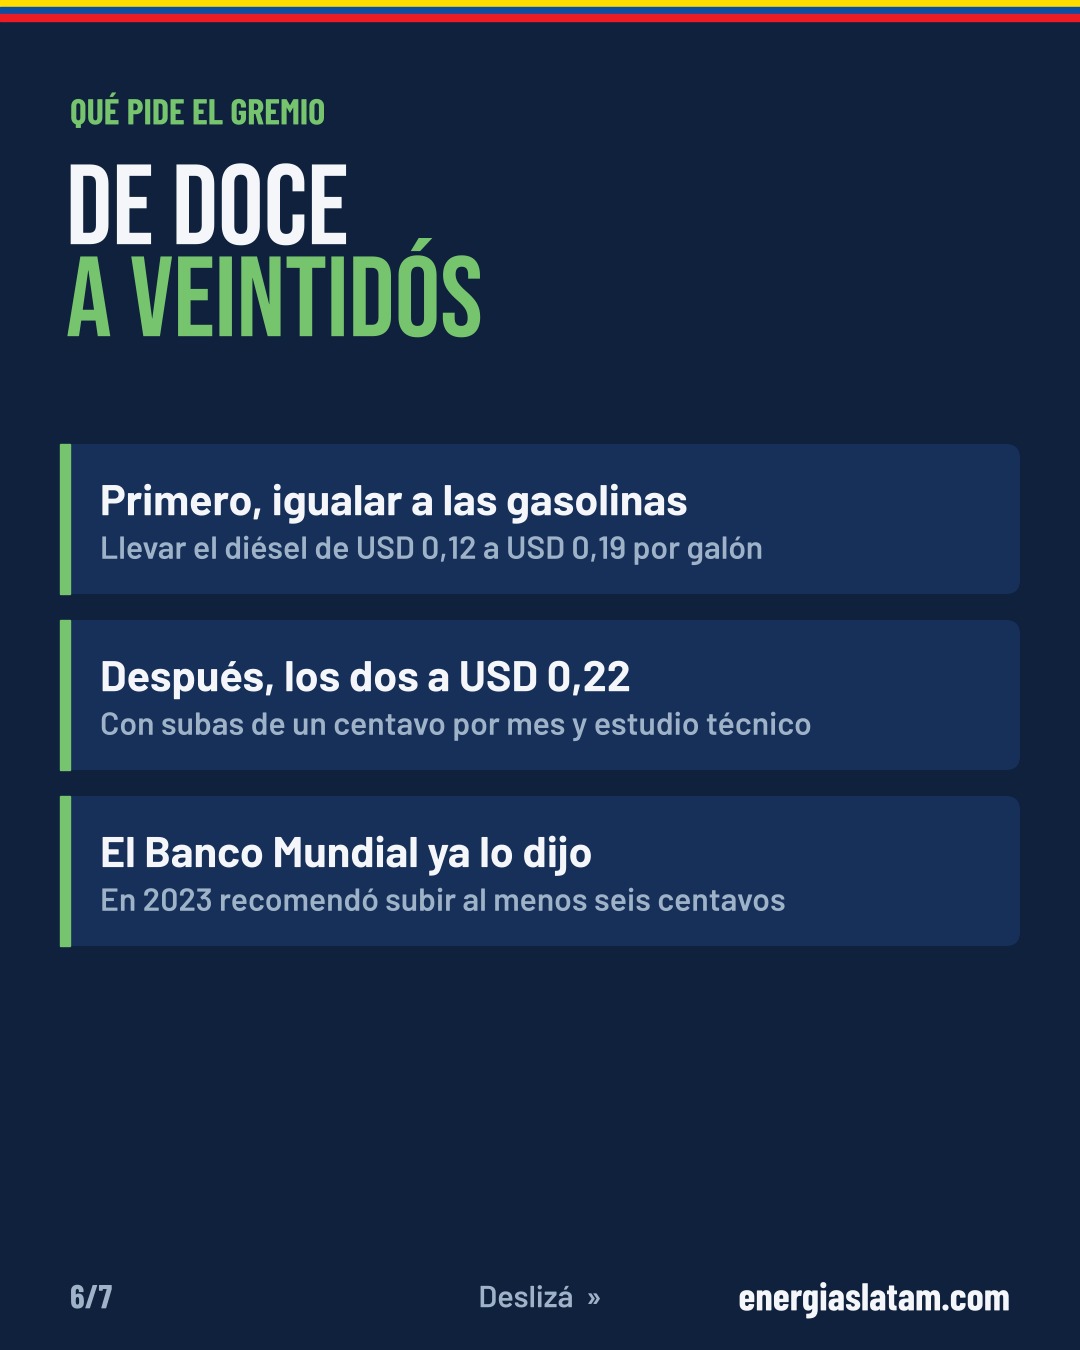 QUÉ PIDE EL GREMIO
DE DOCE
A VEINTIDÓS
Primero, igualar a las gasolinas
Llevar el diésel de USD 0,12 a USD 0,19 por galón
Después, los dos a USD 0,22
Con subas de un centavo por mes y estudio técnico
El Banco Mundial ya lo dijo
En 2023 recomendó subir al menos seis centavos
6/7
Deslizá »
energiaslatam.com